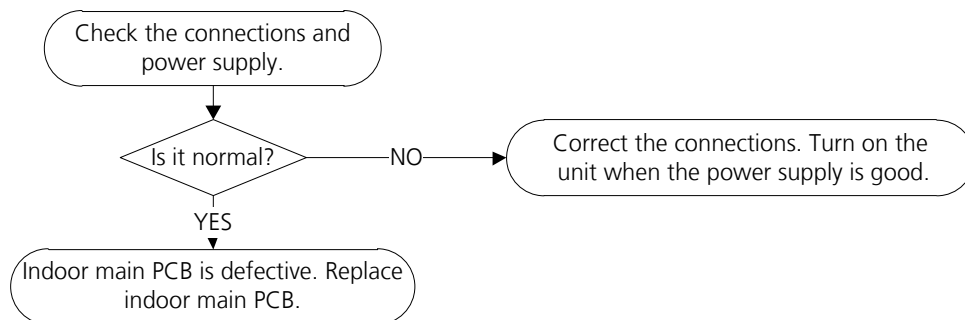 Check the connections and
power supply.
Is it normal?
NO
Correct the connections. Turn on the
unit when the power supply is good.
YES
Indoor main PCB is defective. Replace
indoor main PCB.